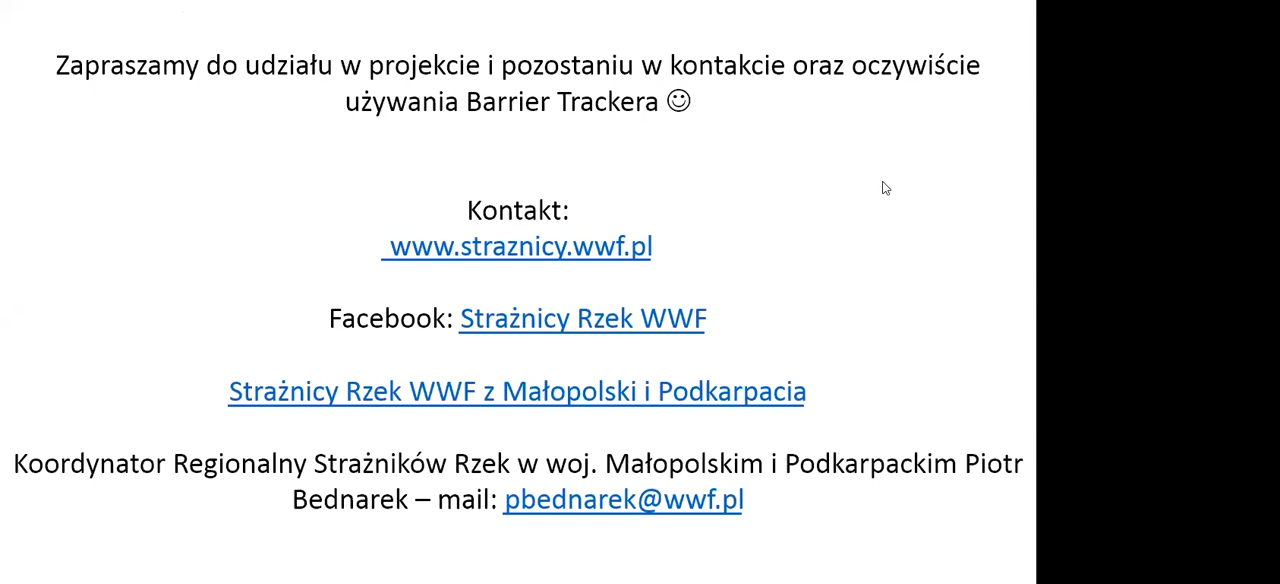 Zapraszamy do udziału w projekcie i pozostaniu w kontakcie oraz oczywiście
używania Barrier Trackera ☺
Kontakt:
www.straznicy.wwf.pl
Facebook: Strażnicy Rzek WWF
Strażnicy Rzek WWF z Małopolski i Podkarpacia
Koordynator Regionalny Strażników Rzek w woj. Małopolskim i Podkarpackim Piotr
Bednarek – mail: pbednarek@wwf.pl